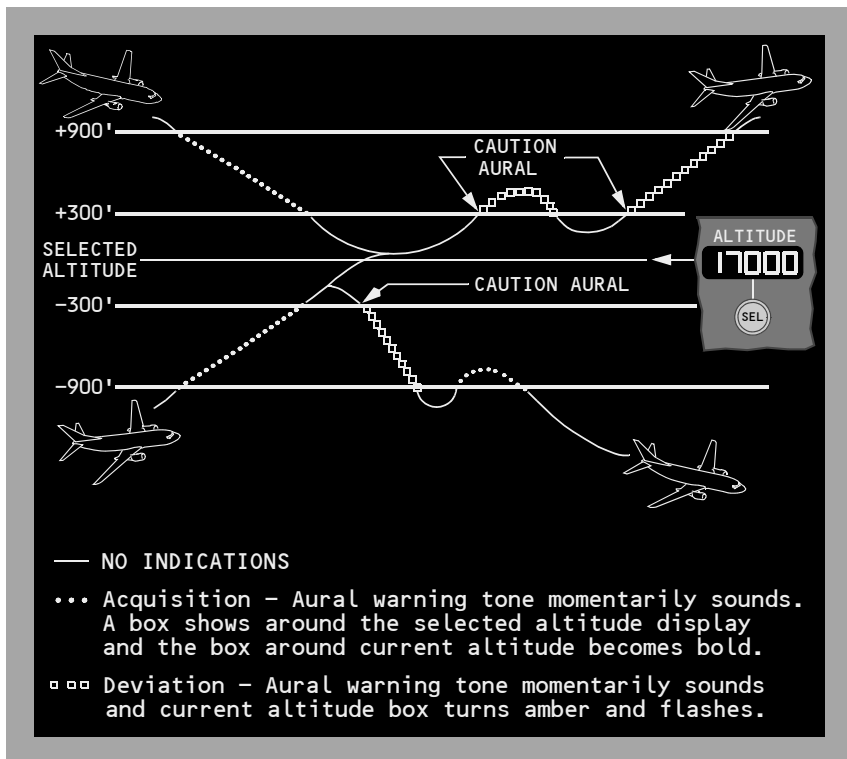 CAUTION
AURAL
+900'
+300'
SELECTED
ALTITUDE
ALTITUDE
17000
SEL
CAUTION AURAL
−300'
−900'
NO INDICATIONS
Acquisition − Aural warning tone momentarily sounds.
A box shows around the selected altitude display
and the box around current altitude becomes bold.
Deviation − Aural warning tone momentarily sounds
and current altitude box turns amber and flashes.